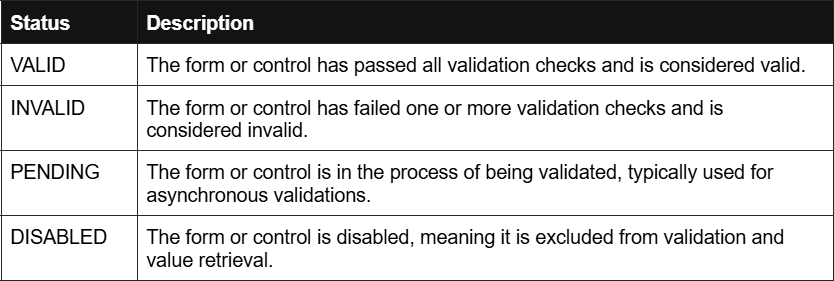 Status Description
VALID The form or control has passed all validation checks and is considered valid.
INVALID The form or control has failed one or more validation checks and is
considered invalid.
PENDING The form or control is in the process of being validated, typically used for
asynchronous validations.
DISABLED The form or control is disabled, meaning it is excluded from validation and
value retrieval.